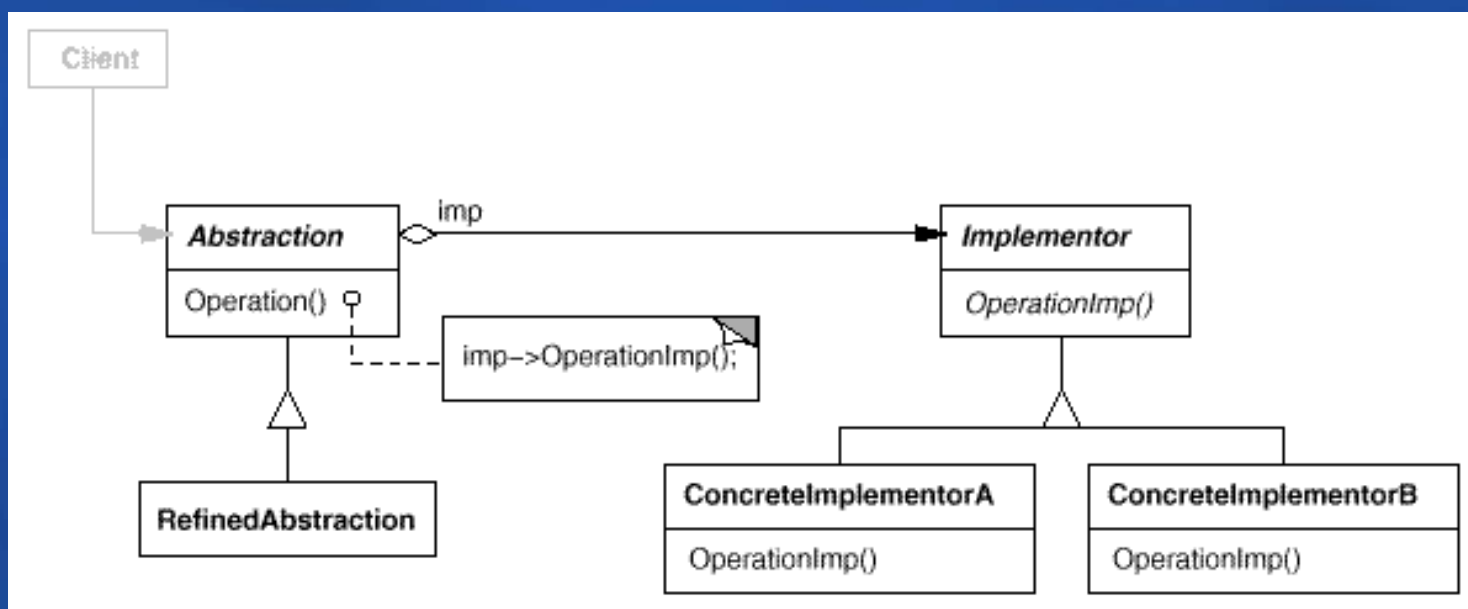 Client
imp
Abstraction
Implementor
Operation()
OperationImp()
imp->OperationImp();
RefinedAbstraction
ConcreteImplementorA
ConcreteImplementorB
OperationImp()
OperationImp()